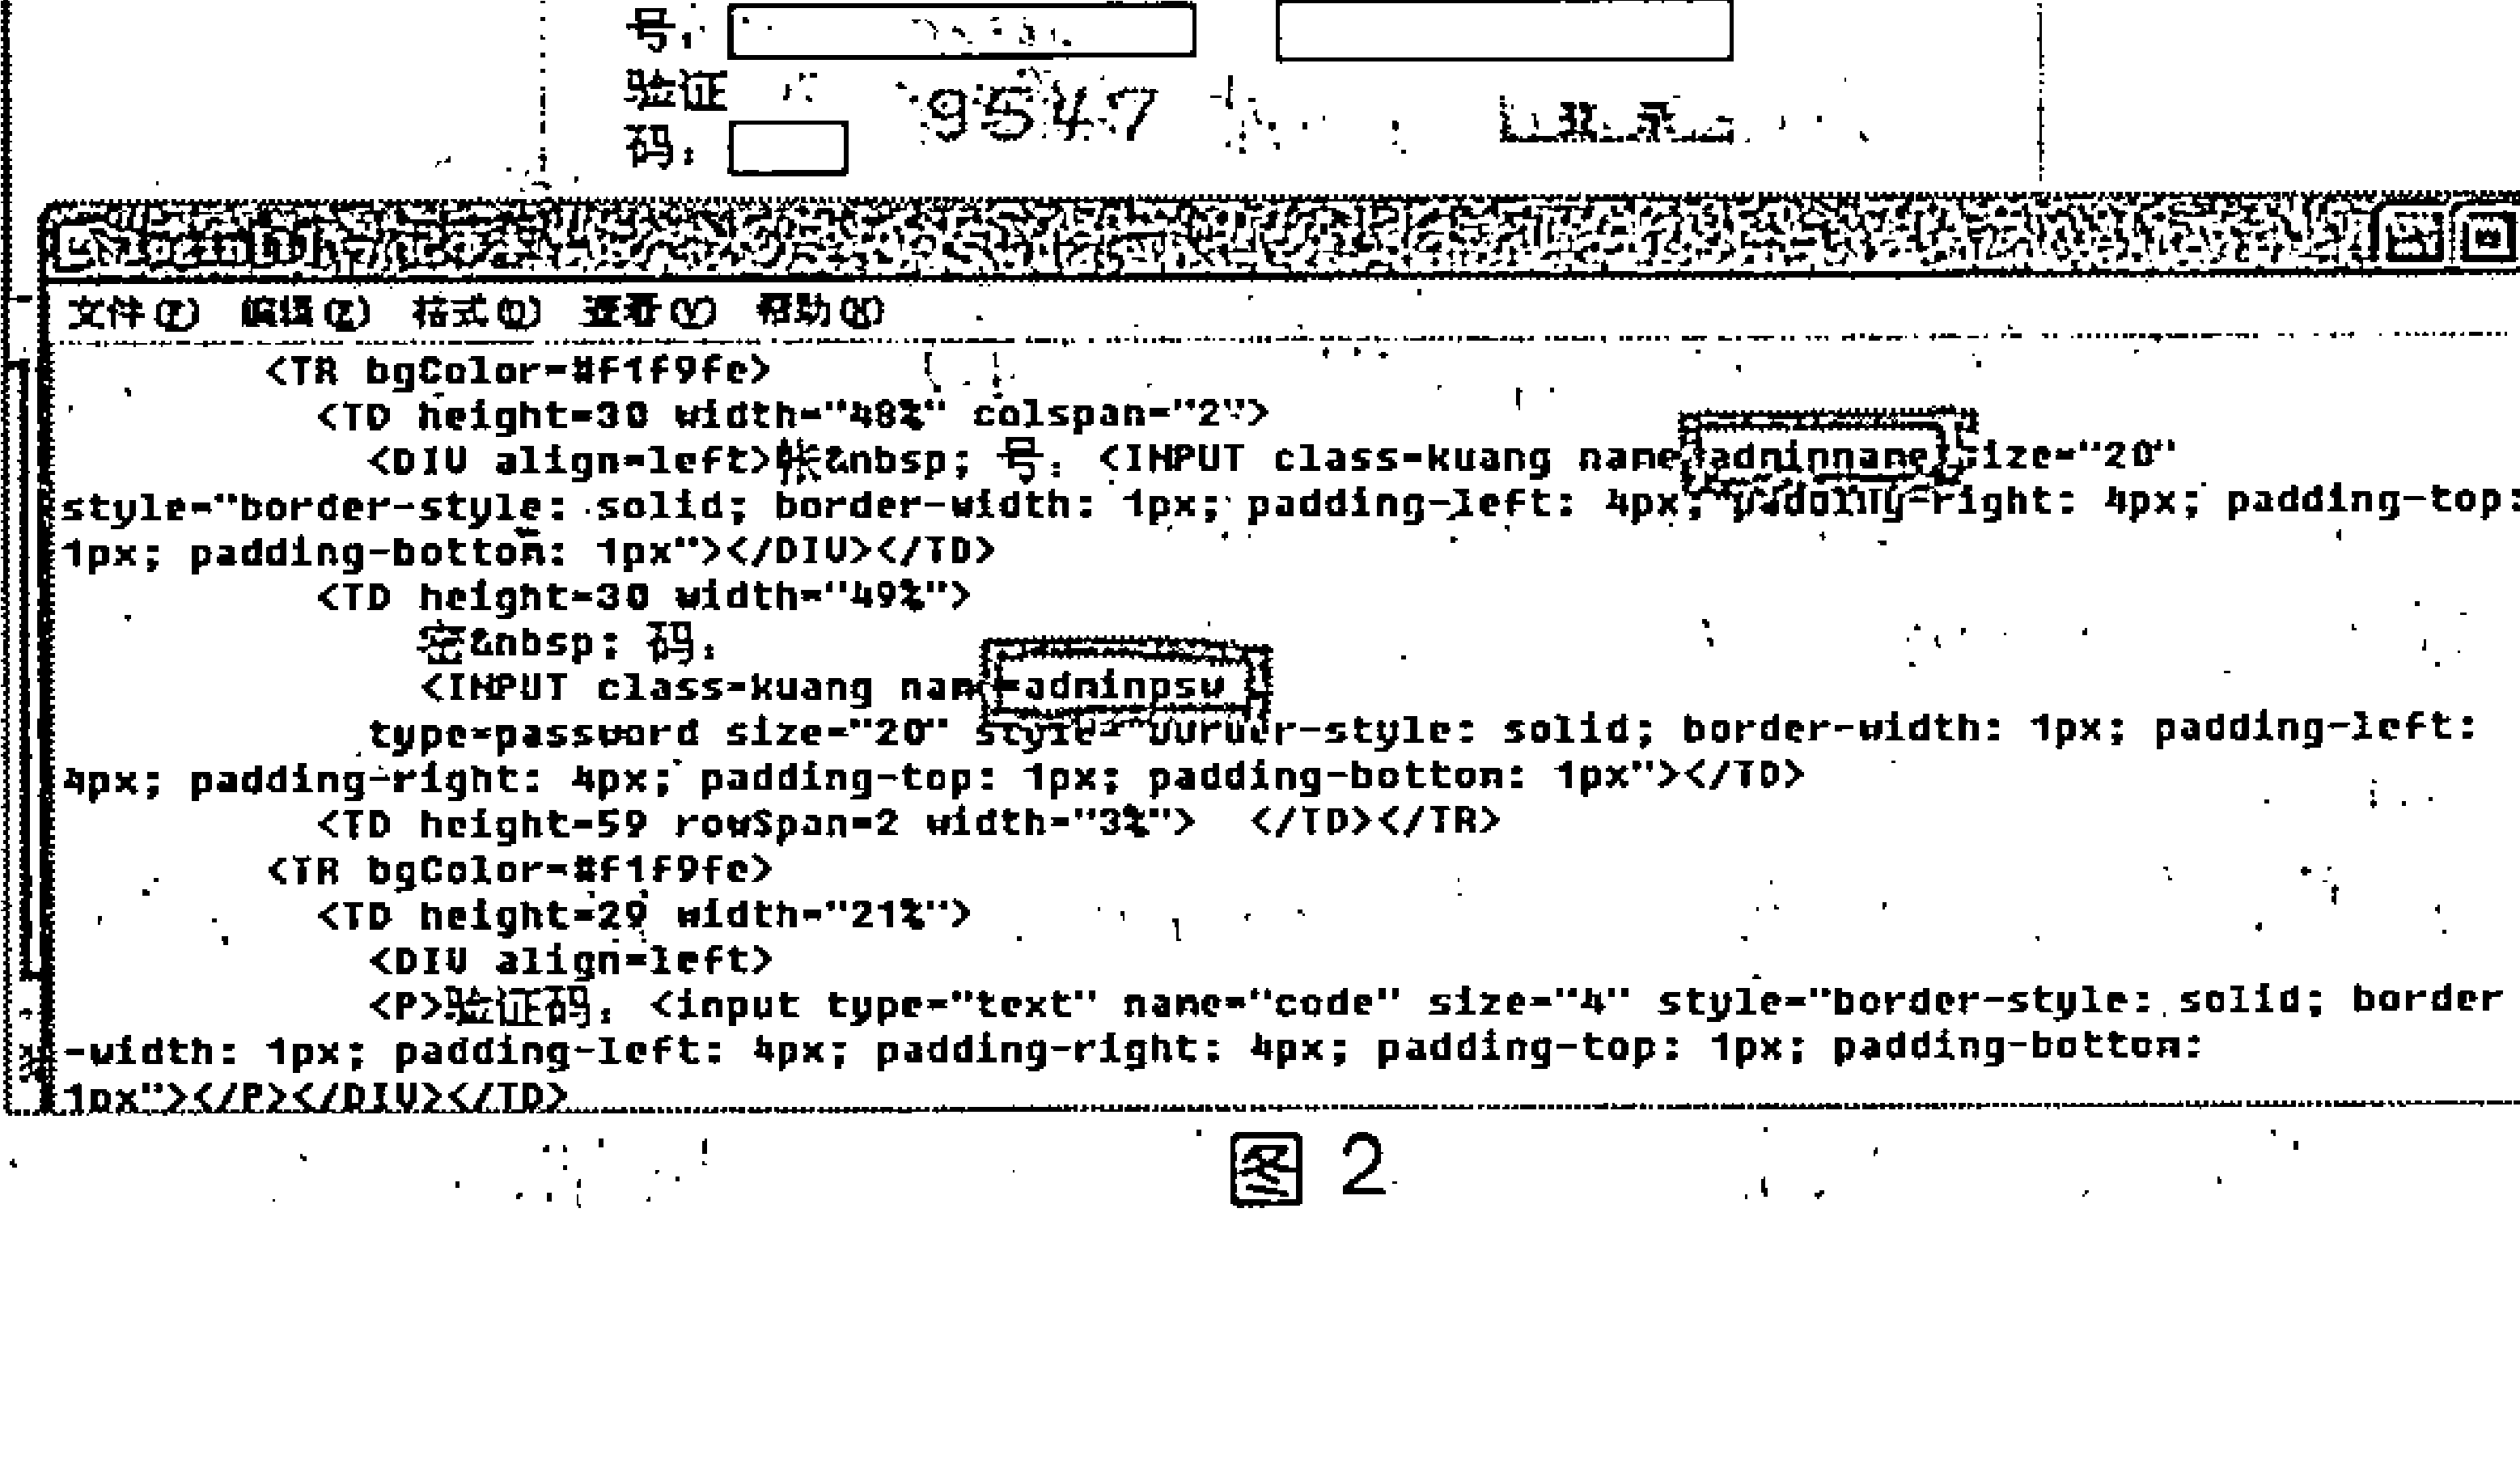 号:
验证 9547 登录
码:
文件(F) 编辑(E) 格式(O) 查看(V) 帮助(H)
<TR bgColor=#f1f9fe>
<TD height=30 width="48%" colspan="2">
<DIV align=left>帐&nbsp; 号: <INPUT class=kuang name=adminname size="20"
style="border-style: solid; border-width: 1px; padding-left: 4px; padding-right: 4px; padding-top:
1px; padding-bottom: 1px"></DIV></TD>
<TD height=30 width="49%">
密&nbsp; 码:
<INPUT class=kuang name=adminpsw
type=password size="20" style="border-style: solid; border-width: 1px; padding-left:
4px; padding-right: 4px; padding-top: 1px; padding-bottom: 1px"></TD>
<TD height=59 rowSpan=2 width="3%"> </TD></TR>
<TR bgColor=#f1f9fe>
<TD height=29 width="21%">
<DIV align=left>
<P>验证码: <input type="text" name="code" size="4" style="border-style: solid; border
-width: 1px; padding-left: 4px; padding-right: 4px; padding-top: 1px; padding-bottom:
1px"></P></DIV></TD>
图 2